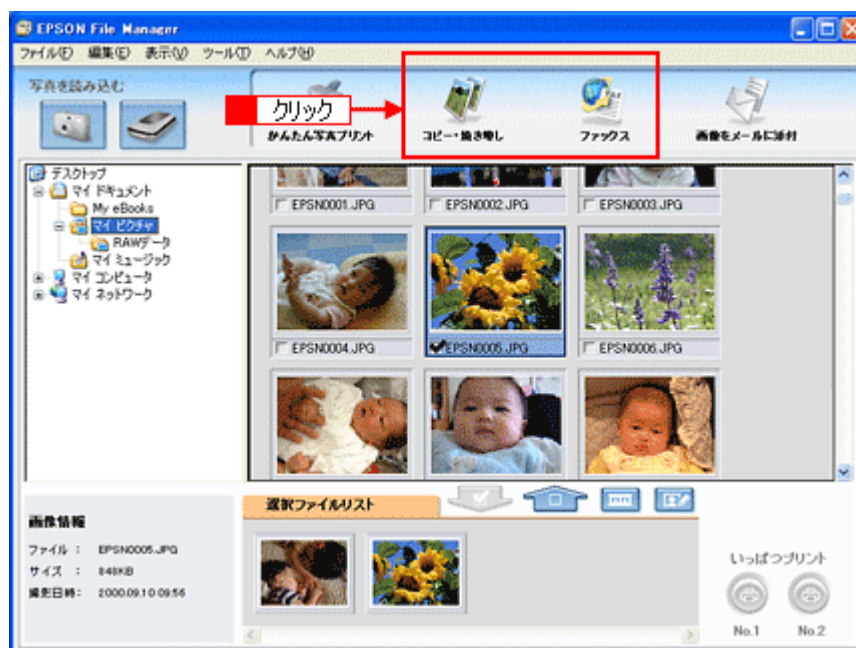 EPSON File Manager
ファイル(F) 編集(E) 表示(V) ツール(T) ヘルプ(H)
写真を読み込む
クリック
かんたん写真プリント
コピー・焼き増し
ファックス
画像をメールに添付
デスクトップ
マイ ドキュメント
My eBooks
マイ ピクチャ
RAWデータ
マイ ミュージック
マイ コンピュータ
マイ ネットワーク
EPSN0001.JPG
EPSN0002.JPG
EPSN0003.JPG
EPSN0004.JPG
EPSN0005.JPG
EPSN0006.JPG
選択ファイルリスト
画像情報
ファイル : EPSN0005.JPG
サイズ : 848KB
撮影日時: 2000.09.10 09:56
いっぱつプリント
No.1
No.2